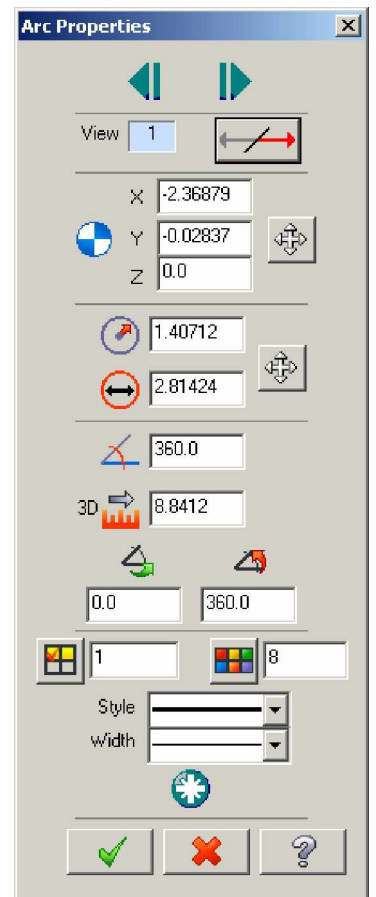 Arc Properties
View 1
X -2.36879
Y -0.02837
Z 0.0
1.40712
2.81424
360.0
3D 8.8412
0.0 360.0
1 8
Style
Width